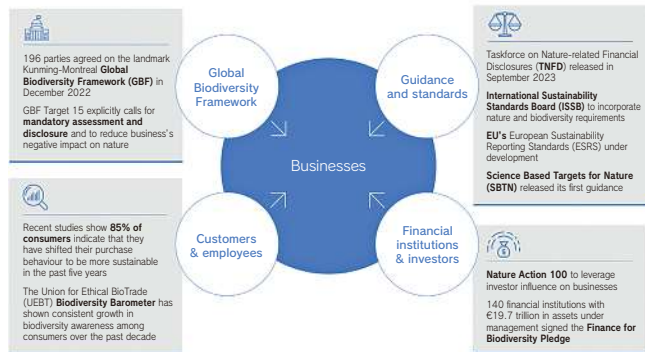 196 parties agreed on the landmark
Kunming-Montreal Global
Biodiversity Framework (GBF) in
December 2022
GBF Target 15 explicitly calls for
mandatory assessment and
disclosure and to reduce business's
negative impact on nature
Global
Biodiversity
Framework
Guidance
and standards
Taskforce on Nature-related Financial
Disclosures (TNFD) released in
September 2023
International Sustainability
Standards Board (ISSB) to incorporate
nature and biodiversity requirements
EU's European Sustainability
Reporting Standards (ESRS) under
development
Science Based Targets for Nature
(SBTN) released its first guidance
Businesses
Recent studies show 85% of
consumers indicate that they
have shifted their purchase
behaviour to be more sustainable
in the past five years
The Union for Ethical BioTrade
(UEBT) Biodiversity Barometer has
shown consistent growth in
biodiversity awareness among
consumers over the past decade
Customers
& employees
Financial
institutions
& investors
Nature Action 100 to leverage
investor influence on businesses
140 financial institutions with
€19.7 trillion in assets under
management signed the Finance for
Biodiversity Pledge